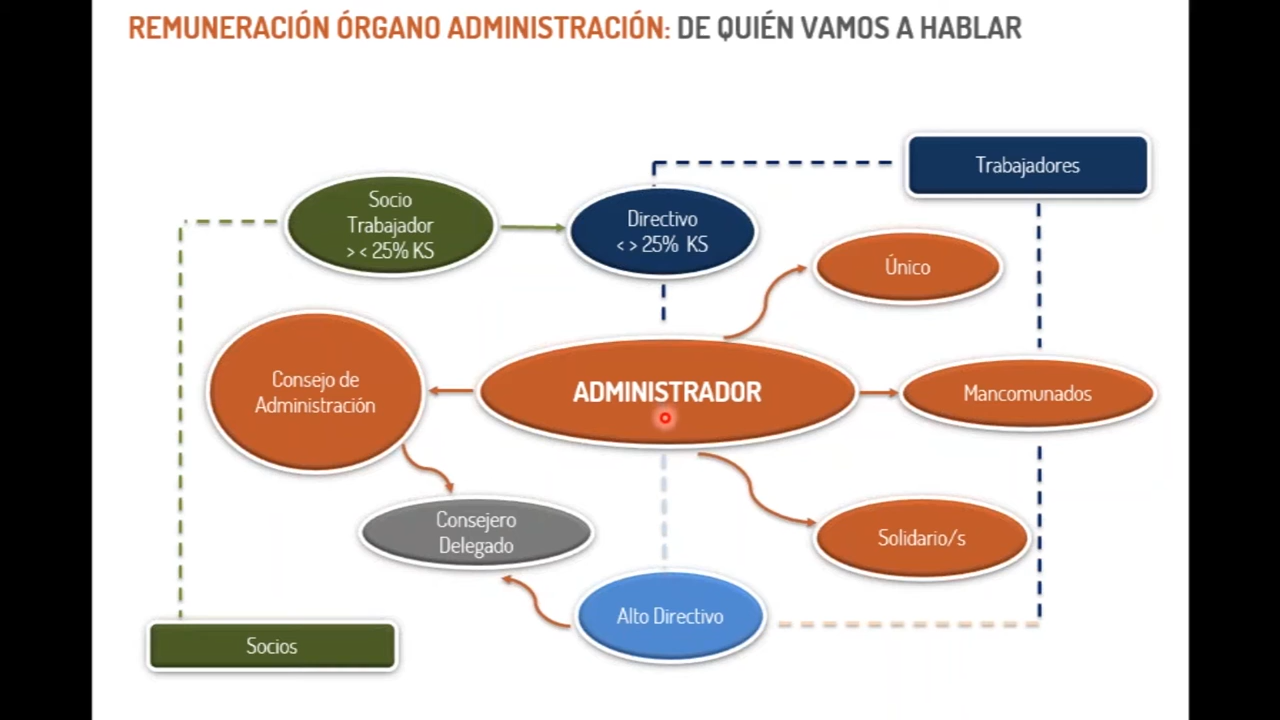 REMUNERACIÓN ÓRGANO ADMINISTRACIÓN: DE QUIÉN VAMOS A HABLAR
Trabajadores
Socio
Trabajador
> < 25% KS
Directivo
< > 25% KS
Único
Consejo de
Administración
ADMINISTRADOR
Mancomunados
Consejero
Delegado
Solidario/s
Alto Directivo
Socios